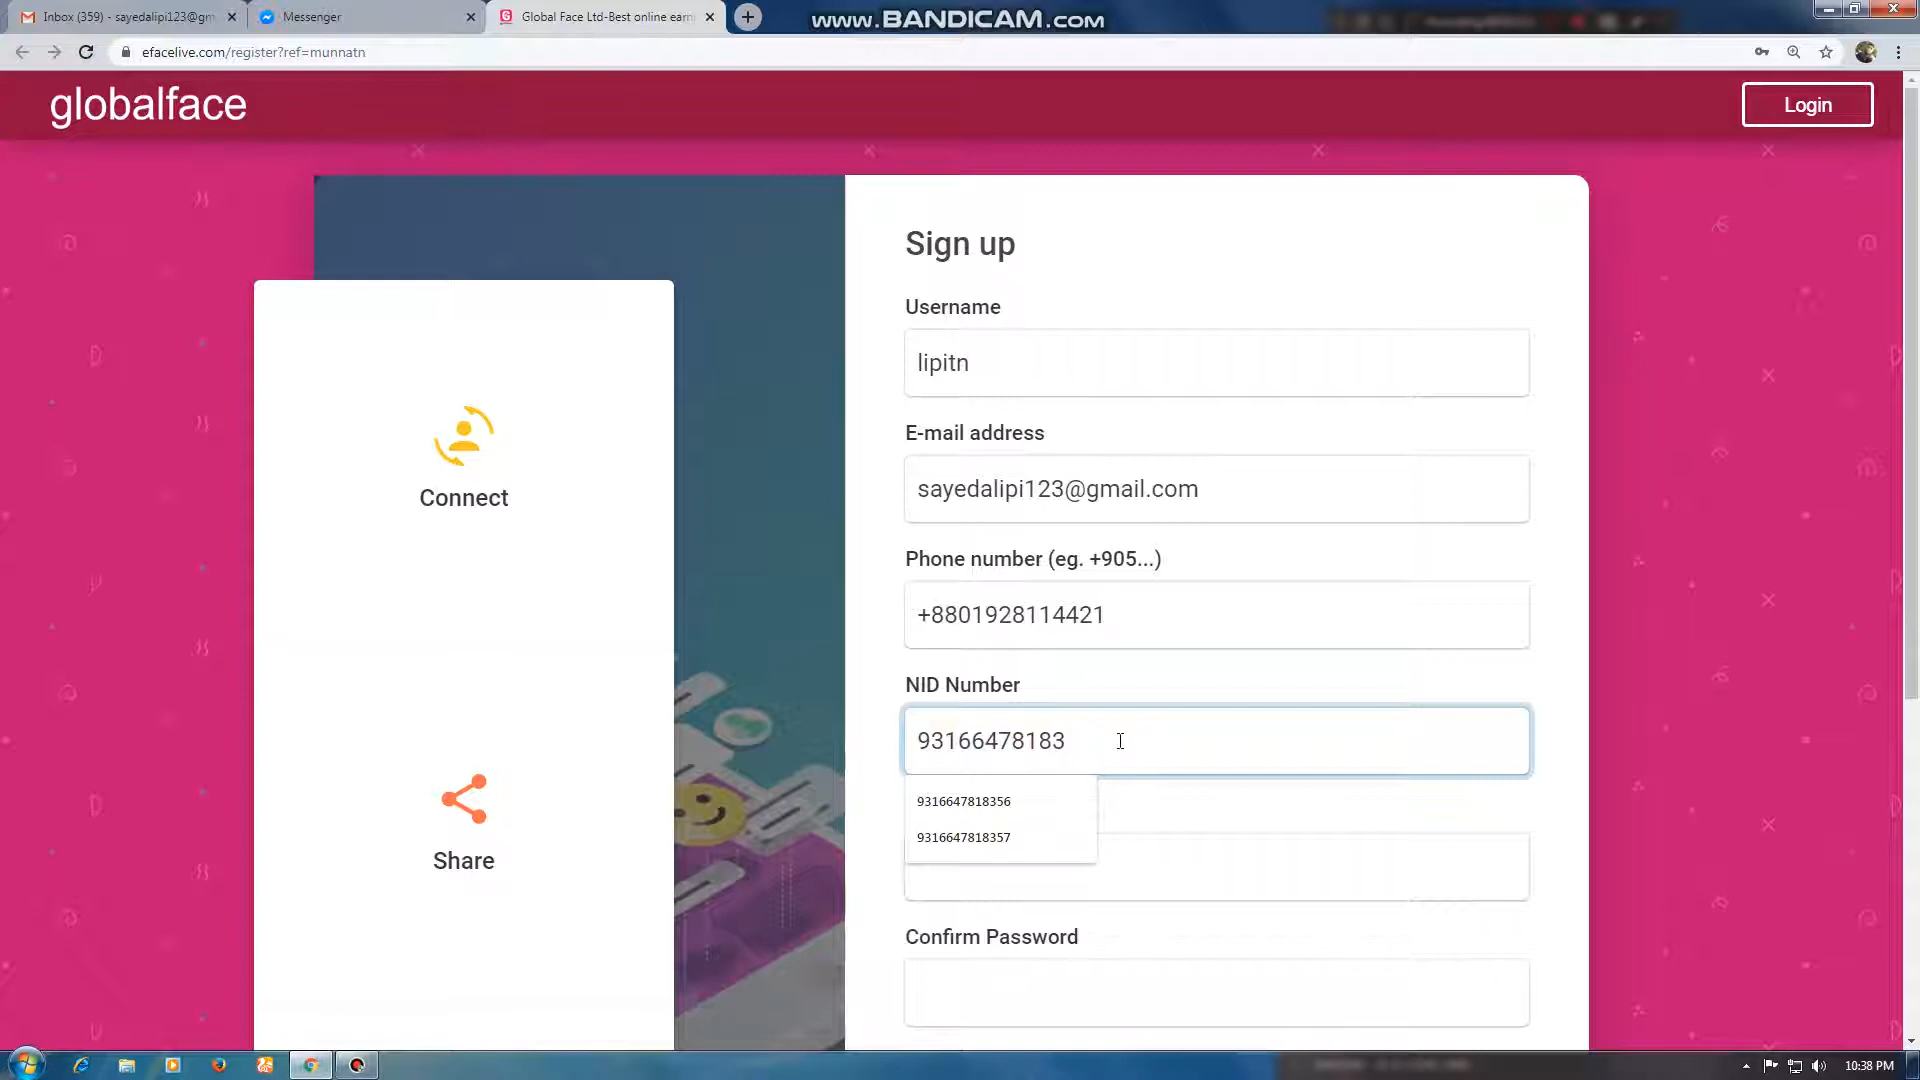 Inbox (359) - sayedalipi123@gm
Messenger
Global Face Ltd-Best online earn
WWW.BANDICAM.COM
efacelive.com/register?ref=munnatn
globalface
Login
Sign up
Username
lipitn
E-mail address
sayedalipi123@gmail.com
Phone number (eg. +905...)
+8801928114421
NID Number
93166478183
9316647818356
9316647818357
Confirm Password
Connect
Share
10:38 PM